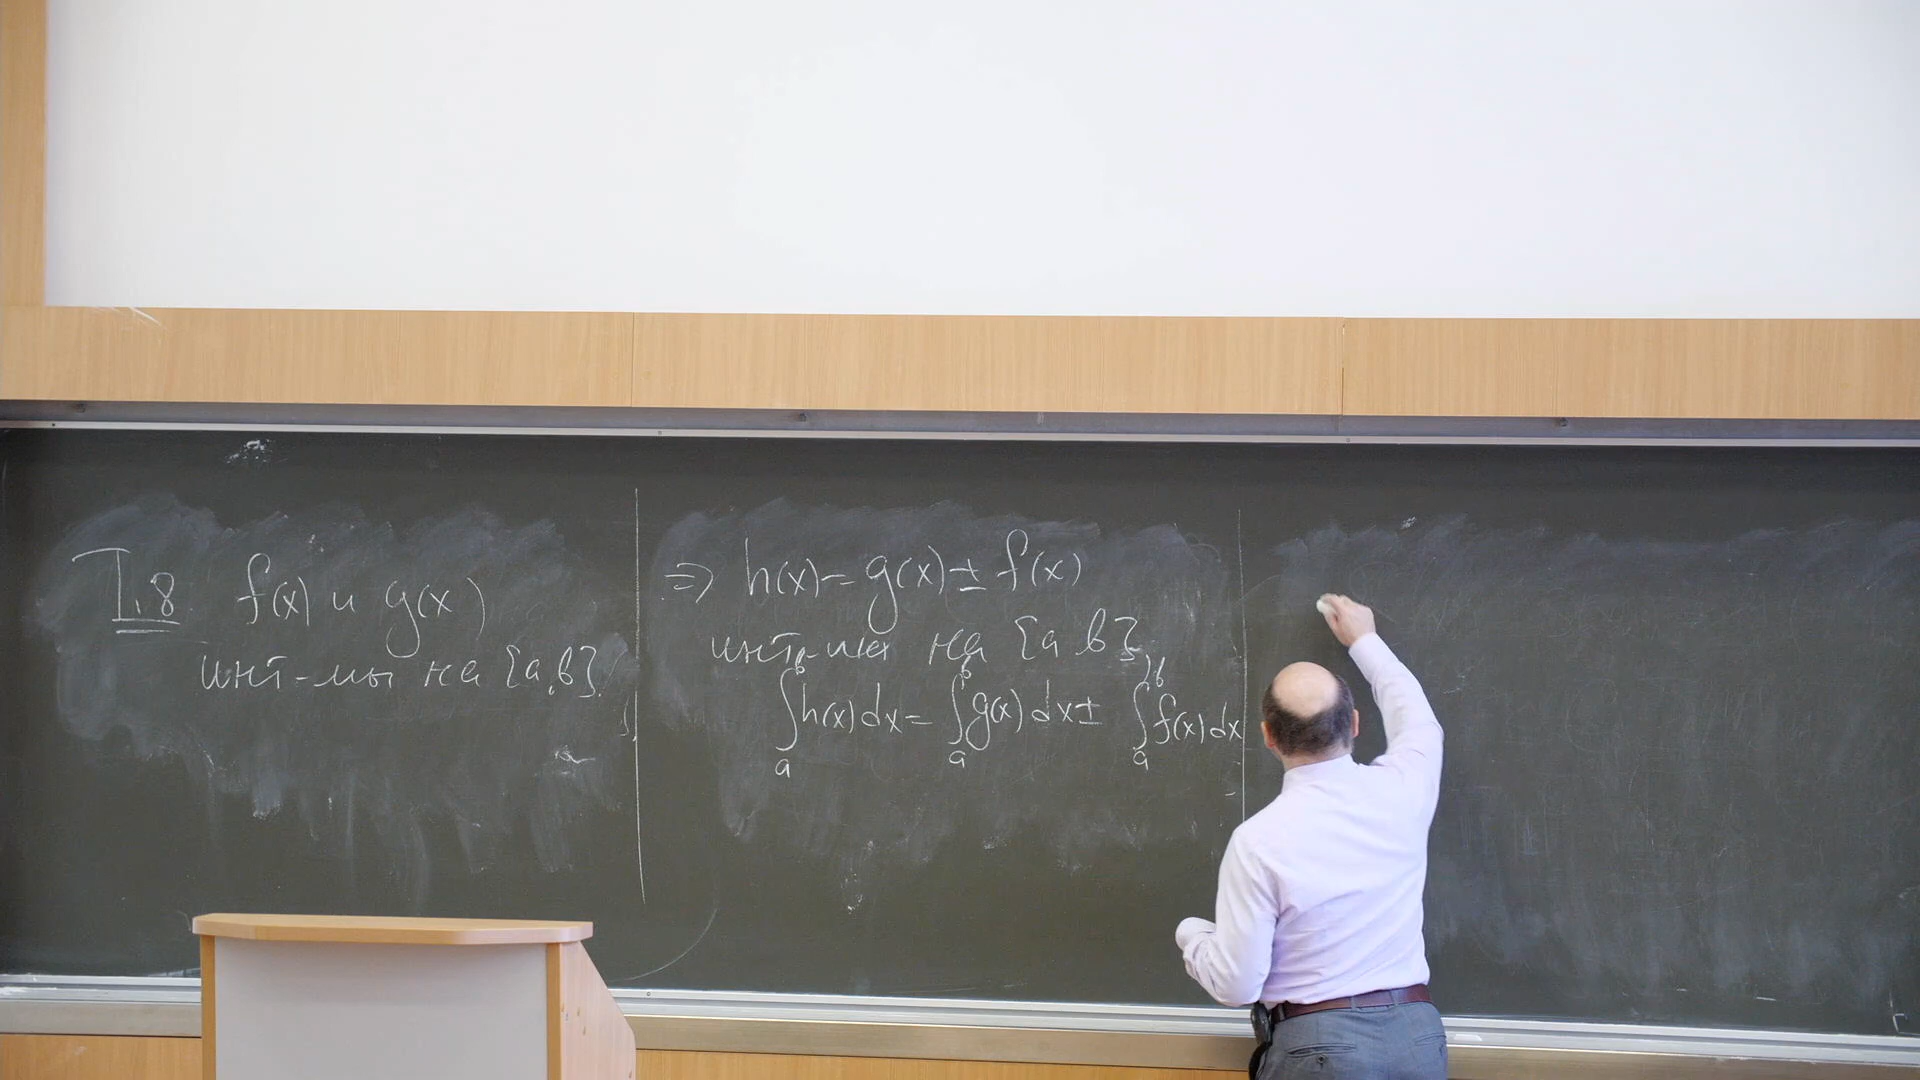 T.8 f(x) и g(x)
инт-мы на [a,b].
=> h(x) = g(x) ± f(x)
инт-ма на [a b]
∫_a^b h(x)dx = ∫_a^b g(x)dx ± ∫_a^b f(x)dx